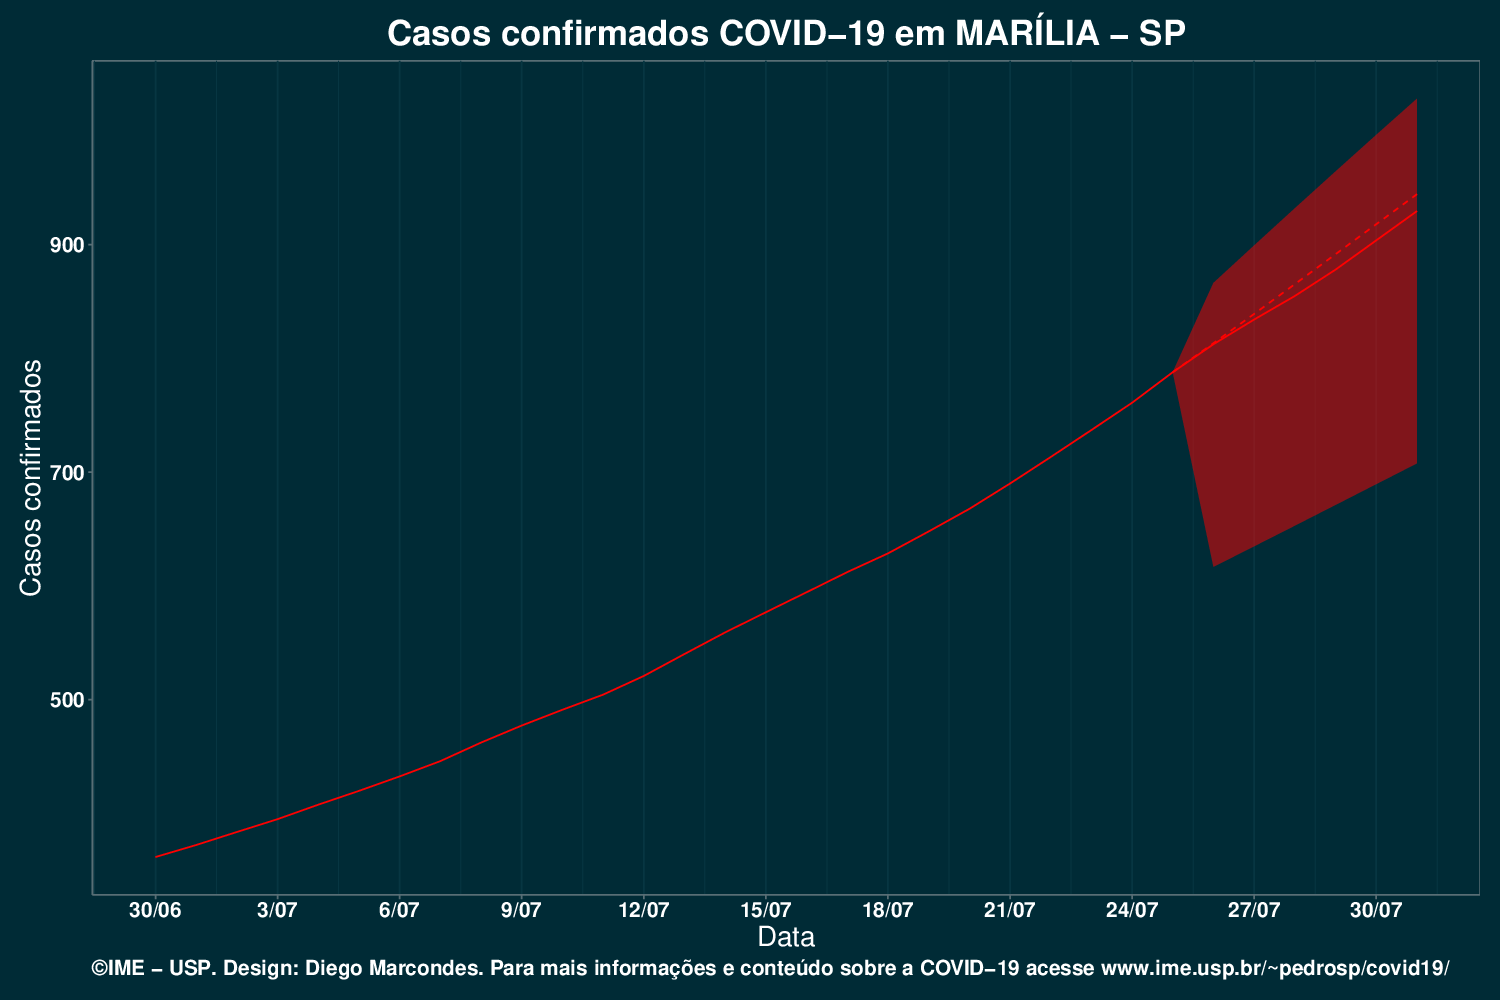 Casos confirmados COVID−19 em MARÍLIA − SP
Casos confirmados
900
700
500
30/06 3/07 6/07 9/07 12/07 15/07 18/07 21/07 24/07 27/07 30/07
Data
©IME − USP. Design: Diego Marcondes. Para mais informações e conteúdo sobre a COVID−19 acesse www.ime.usp.br/~pedrosp/covid19/